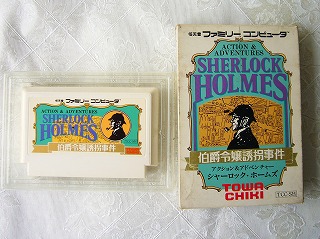 ファミリー コンピュータ
ACTION & ADVENTURES
SHERLOCK
HOLMES
伯爵令嬢誘拐事件
任天堂 ファミリー コンピュータ
ACTION & ADVENTURES
SHERLOCK
HOLMES
伯爵令嬢誘拐事件
アクション&アドベンチャー
シャーロック・ホームズ
TOWA
CHIKI